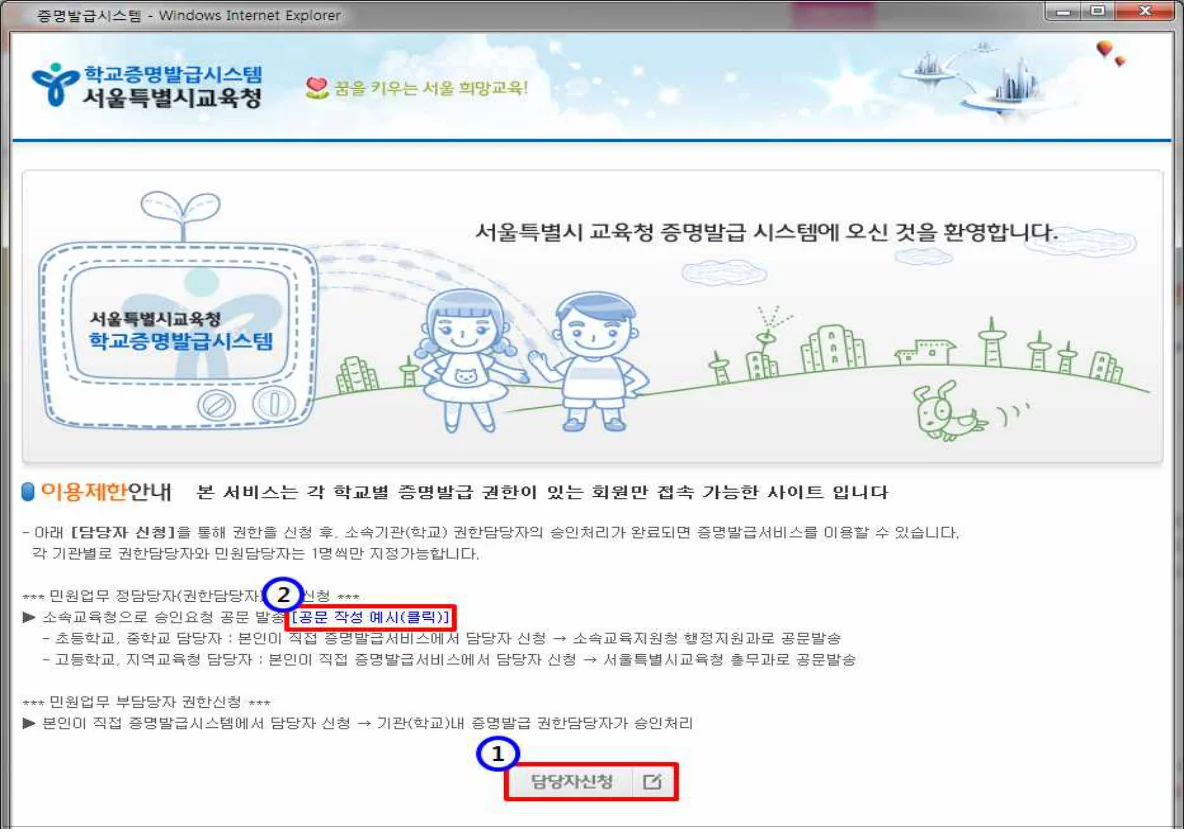 증명발급시스템 - Windows Internet Explorer
학교증명발급시스템
서울특별시교육청
꿈을 키우는 서울 희망교육!
서울특별시 교육청 증명발급 시스템에 오신 것을 환영합니다.
서울특별시교육청
학교증명발급시스템
이용제한안내 본 서비스는 각 학교별 증명발급 권한이 있는 회원만 접속 가능한 사이트 입니다
- 아래 [담당자 신청]을 통해 권한을 신청 후, 소속기관(학교) 권한담당자의 승인처리가 완료되면 증명발급서비스를 이용할 수 있습니다.
각 기관별로 권한담당자와 민원담당자는 1명씩만 지정가능합니다.
*** 민원업무 정담당자(권한담당자) 2 신청 ***
▶ 소속교육청으로 승인요청 공문 발송 [공문 작성 예시(클릭)]
- 초등학교, 중학교 담당자 : 본인이 직접 증명발급서비스에서 담당자 신청 → 소속교육지원청 행정지원과로 공문발송
- 고등학교, 지역교육청 담당자 : 본인이 직접 증명발급서비스에서 담당자 신청 → 서울특별시교육청 총무과로 공문발송
*** 민원업무 부담당자 권한신청 ***
▶ 본인이 직접 증명발급시스템에서 담당자 신청 → 기관(학교)내 증명발급 권한담당자가 승인처리
1
담당자신청